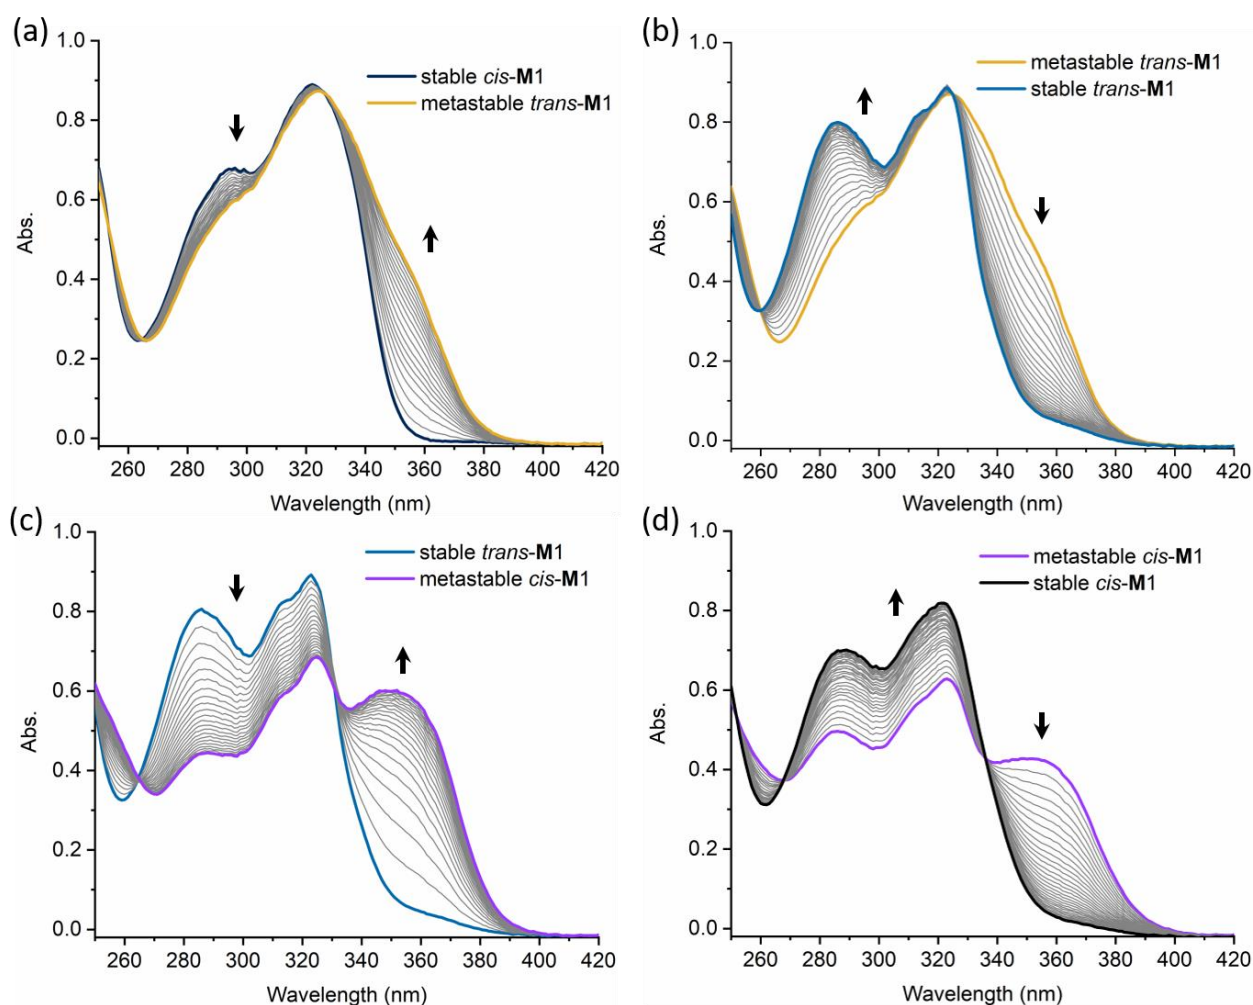 (a)
stable cis-M1
metastable trans-M1
1.0
0.8
0.6
0.4
0.2
0.0
Abs.
260 280 300 320 340 360 380 400 420
Wavelength (nm)
(b)
metastable trans-M1
stable trans-M1
1.0
0.8
0.6
0.4
0.2
0.0
Abs.
260 280 300 320 340 360 380 400 420
Wavelength (nm)
(c)
stable trans-M1
metastable cis-M1
1.0
0.8
0.6
0.4
0.2
0.0
Abs.
260 280 300 320 340 360 380 400 420
Wavelength (nm)
(d)
metastable cis-M1
stable cis-M1
1.0
0.8
0.6
0.4
0.2
0.0
Abs.
260 280 300 320 340 360 380 400 420
Wavelength (nm)